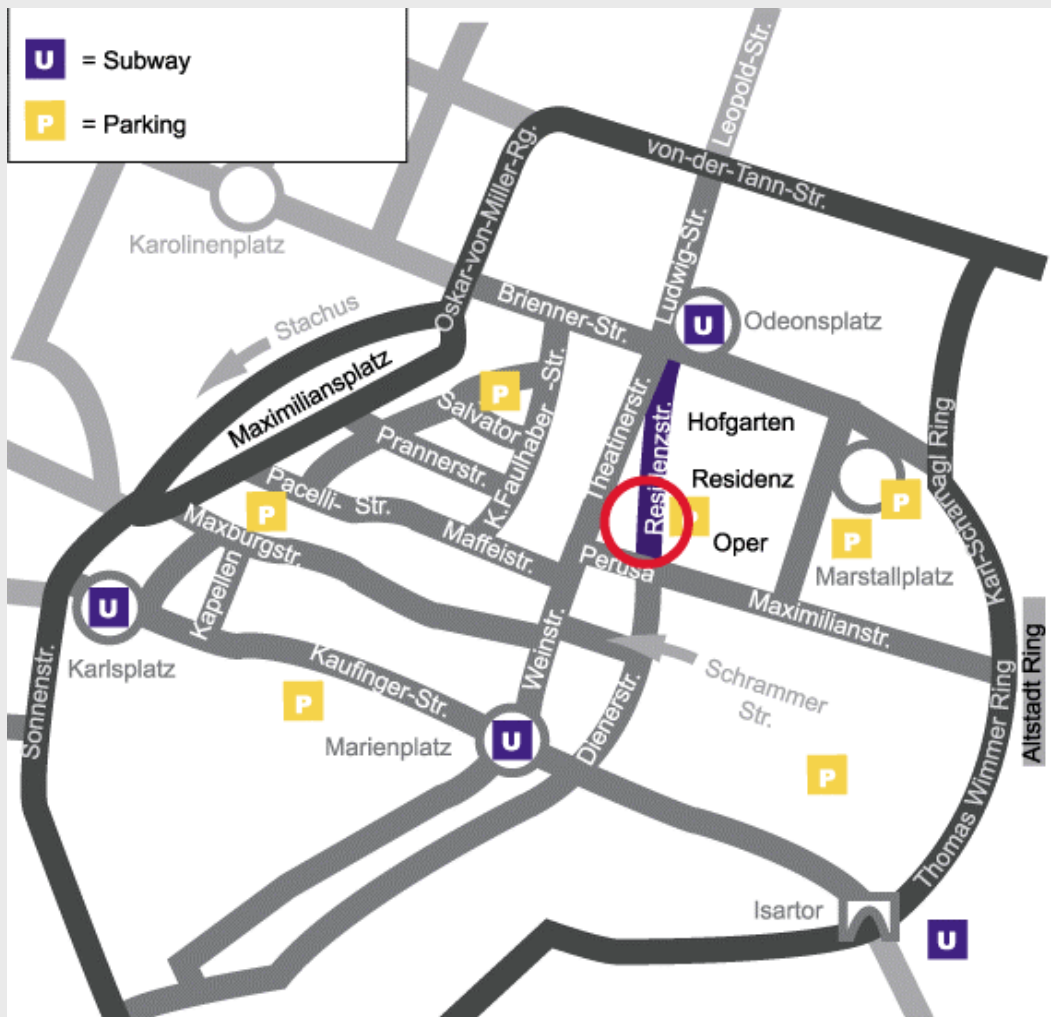 U = Subway
P = Parking
Leopold-Str.
von-der-Tann-Str.
Oskar-von-Miller-Rg.
Karolinenplatz
Ludwig-Str.
Stachus
Brienner-Str.
U
Odeonsplatz
Maximiliansplatz
P
Salvator
K.Faulhaber -Str.
Theatinerstr.
Residenzstr.
Hofgarten
Prannerstr.
Karl-Scharnagl Ring
Pacelli- Str.
Residenz
P
P
P
Maxburgstr.
Maffeistr.
Oper
P
Perusa
Marstallplatz
U
Kapellen
Maximilianstr.
Karlsplatz
Weinstr.
Kaufinger-Str.
Schrammer
Str.
Sonnenstr.
P
Dienerstr.
Marienplatz
U
Altstadt Ring
P
Thomas Wimmer Ring
Isartor
U